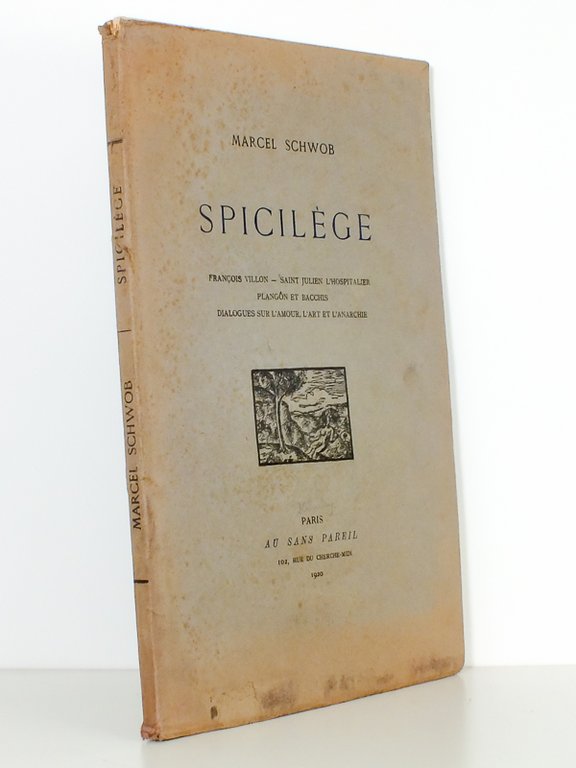 MARCEL SCHWOB
SPICILÈGE
FRANÇOIS VILLON — SAINT JULIEN L'HOSPITALIER
PLANGÔN ET BACCHIS
DIALOGUES SUR L'AMOUR, L'ART ET L'ANARCHIE
PARIS
AU SANS PAREIL
102, RUE DU CHERCHE-MIDI
1920
MARCEL SCHWOB | SPICILÈGE